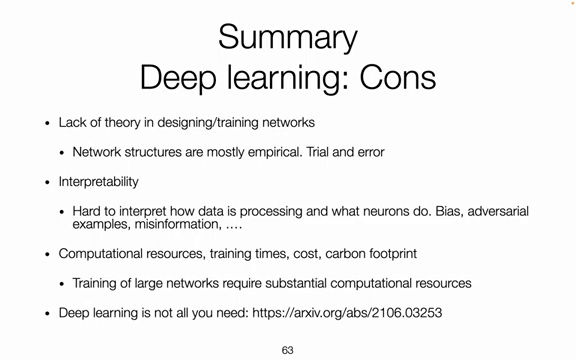 Summary
Deep learning: Cons
• Lack of theory in designing/training networks
• Network structures are mostly empirical. Trial and error
• Interpretability
• Hard to interpret how data is processing and what neurons do. Bias, adversarial
examples, misinformation, ....
• Computational resources, training times, cost, carbon footprint
• Training of large networks require substantial computational resources
• Deep learning is not all you need: https://arxiv.org/abs/2106.03253
63